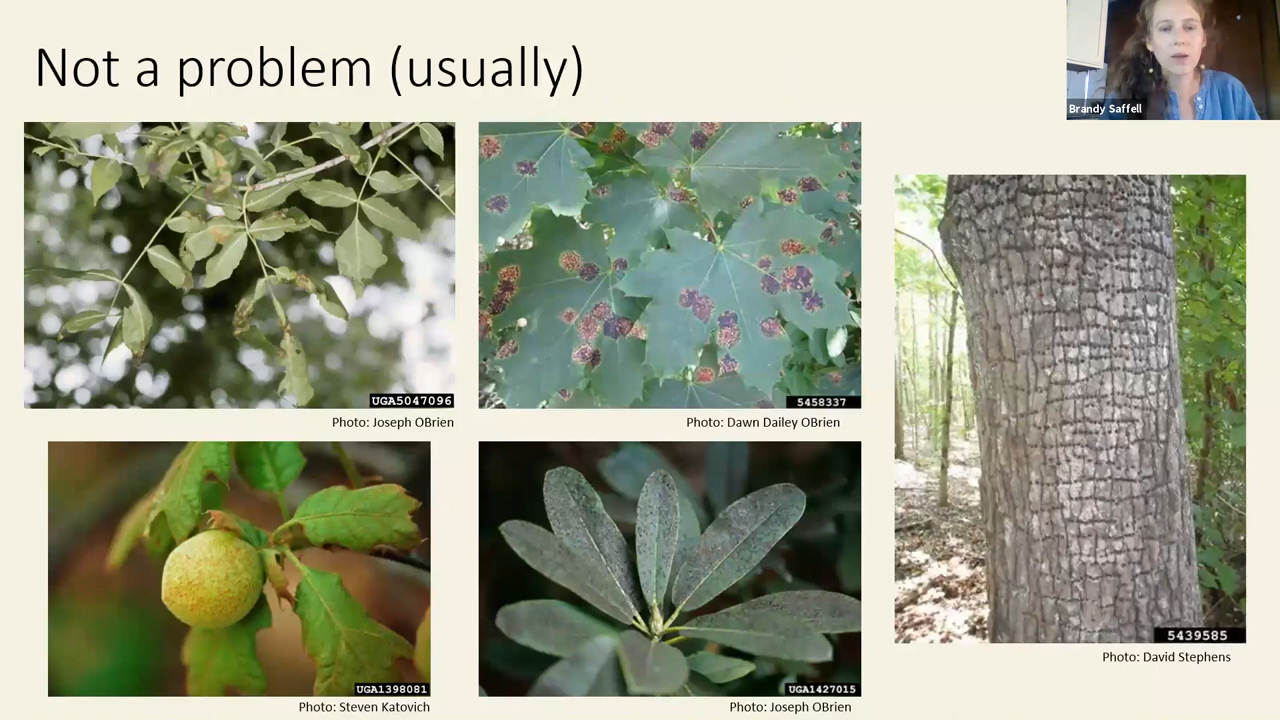 Not a problem (usually)
Brandy Saffell
UGA5047096
Photo: Joseph OBrien
5458337
Photo: Dawn Dailey OBrien
5439585
Photo: David Stephens
UGA1398081
Photo: Steven Katovich
UGA1427015
Photo: Joseph OBrien